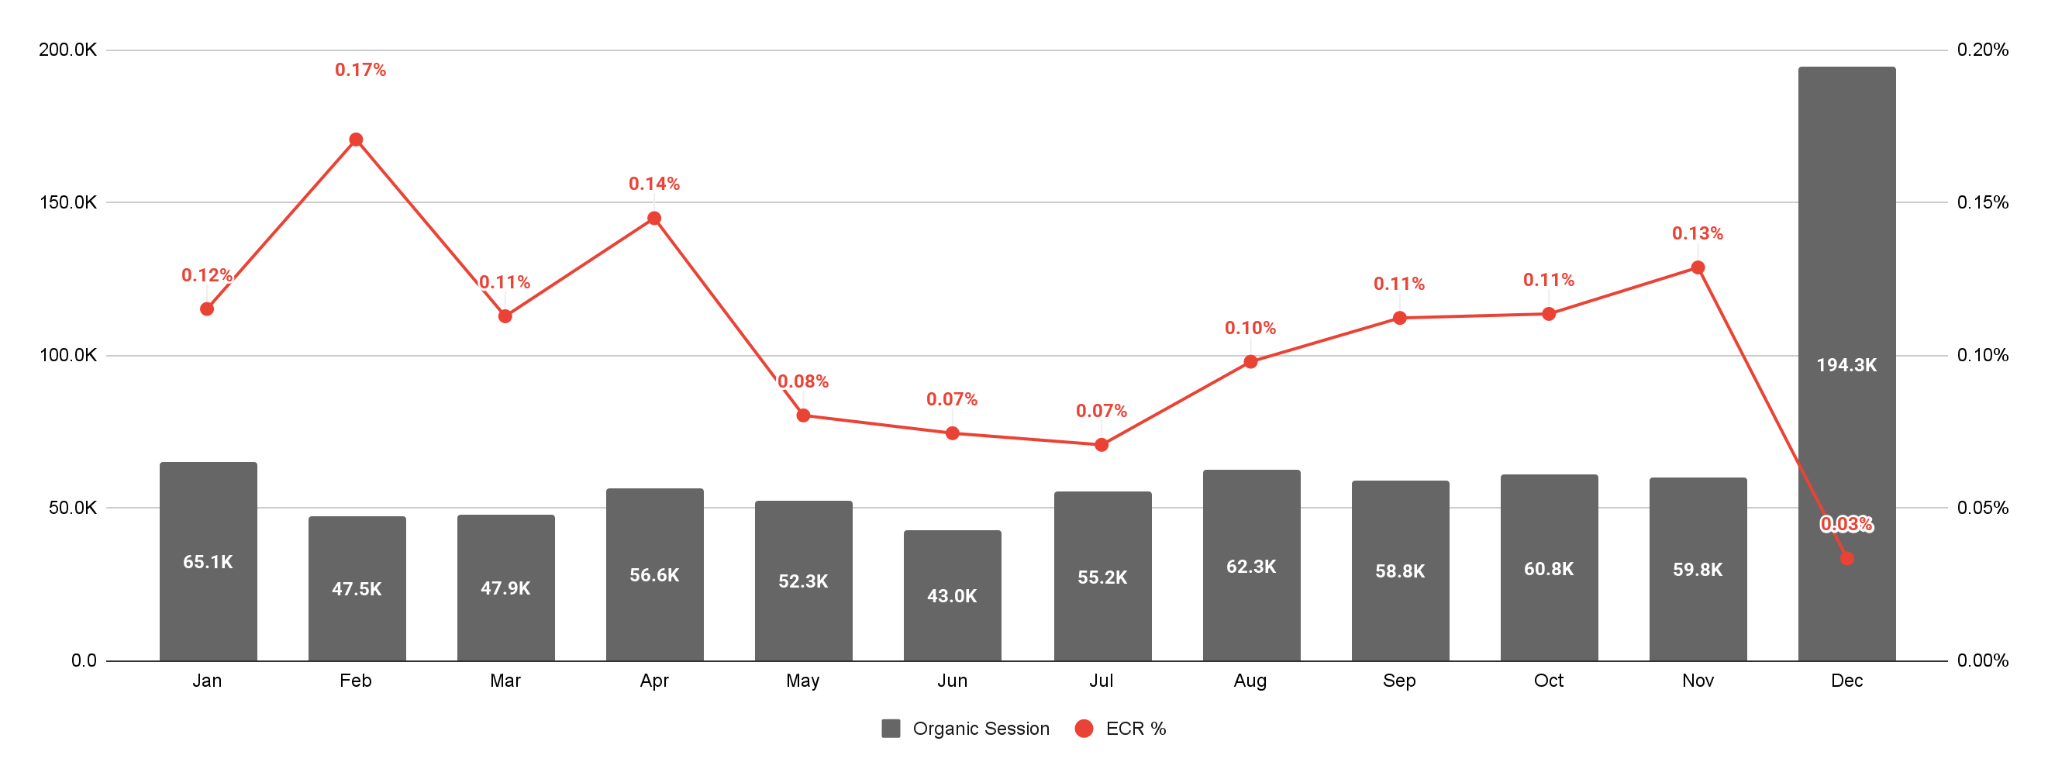 200.0K
150.0K
100.0K
50.0K
0.0
0.20%
0.15%
0.10%
0.05%
0.00%
0.12%
0.17%
0.11%
0.14%
0.08%
0.07%
0.07%
0.10%
0.11%
0.11%
0.13%
0.03%
65.1K
47.5K
47.9K
56.6K
52.3K
43.0K
55.2K
62.3K
58.8K
60.8K
59.8K
194.3K
Jan Feb Mar Apr May Jun Jul Aug Sep Oct Nov Dec
Organic Session ECR %